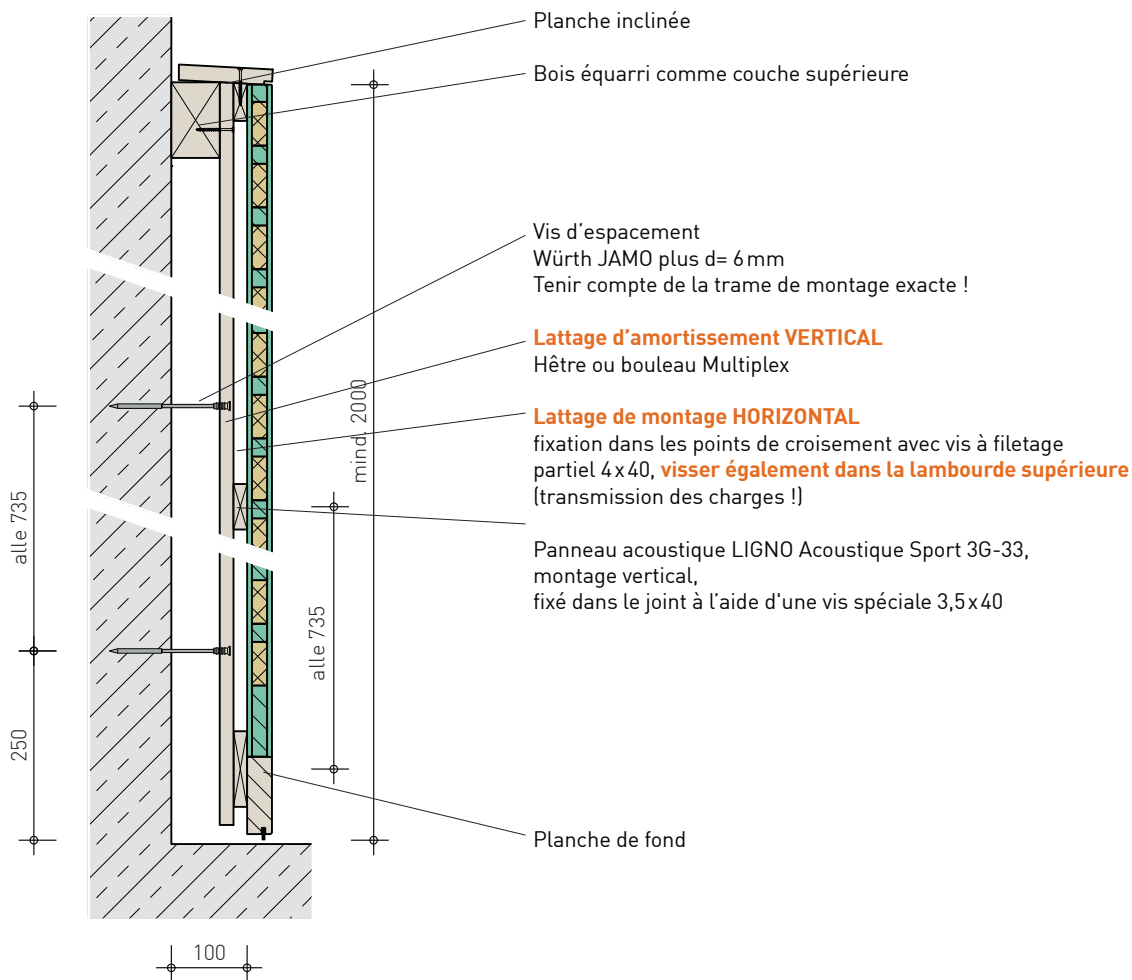 Planche inclinée
Bois équarri comme couche supérieure
Vis d'espacement
Würth JAMO plus d= 6 mm
Tenir compte de la trame de montage exacte !
Lattage d'amortissement VERTICAL
Hêtre ou bouleau Multiplex
Lattage de montage HORIZONTAL
fixation dans les points de croisement avec vis à filetage
partiel 4 x 40, visser également dans la lambourde supérieure
(transmission des charges !)
Panneau acoustique LIGNO Acoustique Sport 3G-33,
montage vertical,
fixé dans le joint à l'aide d'une vis spéciale 3,5 x 40
Planche de fond
mind. 2000
alle 735
alle 735
250
100